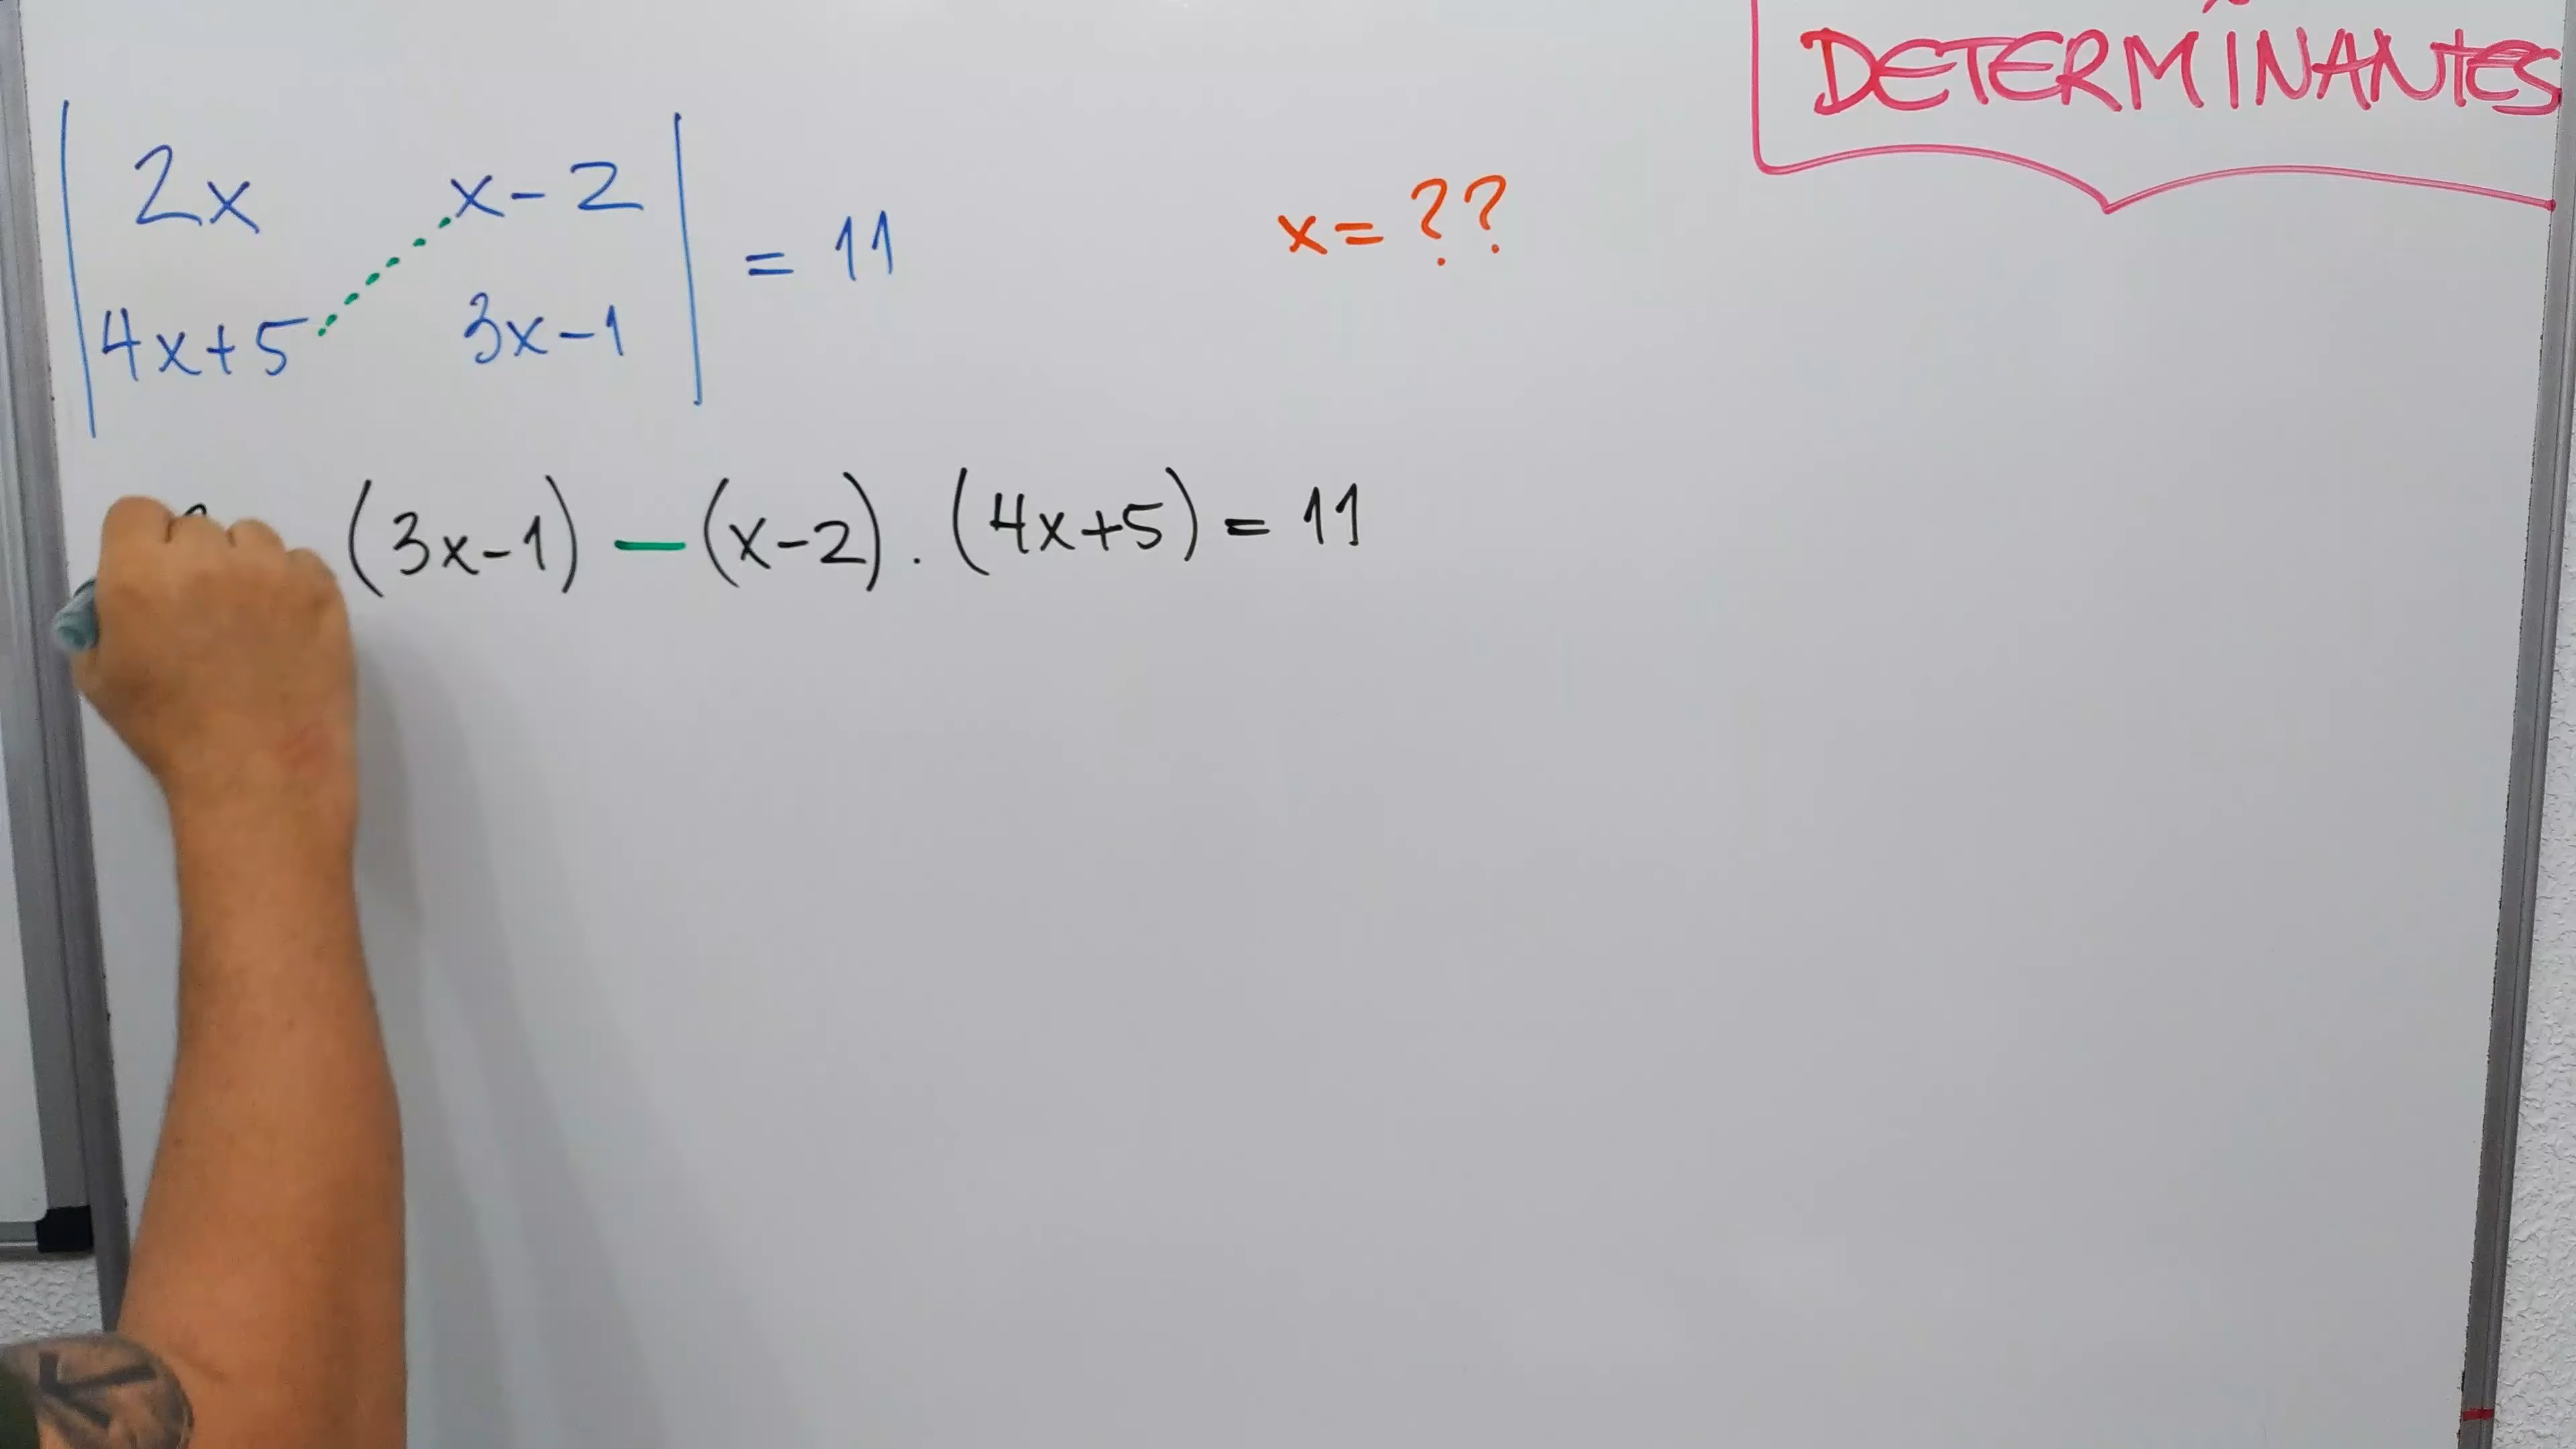 DETERMINANTES
2x x-2
= 11
4x+5 3x-1
x = ??
(3x-1) — (x-2) . (4x+5) = 11